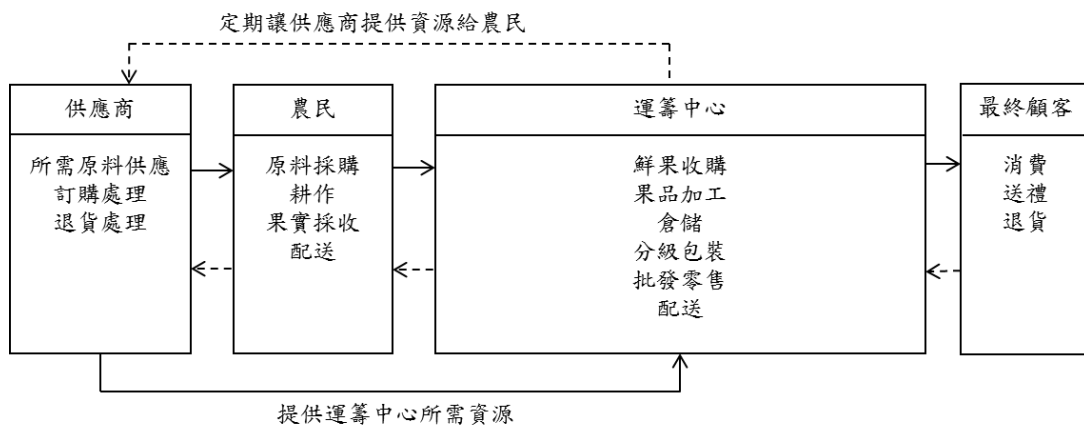 定期讓供應商提供資源給農民
供應商
所需原料供應
訂購處理
退貨處理
農民
原料採購
耕作
果實採收
配送
運籌中心
鮮果收購
果品加工
倉儲
分級包裝
批發零售
配送
最終顧客
消費
送禮
退貨
提供運籌中心所需資源